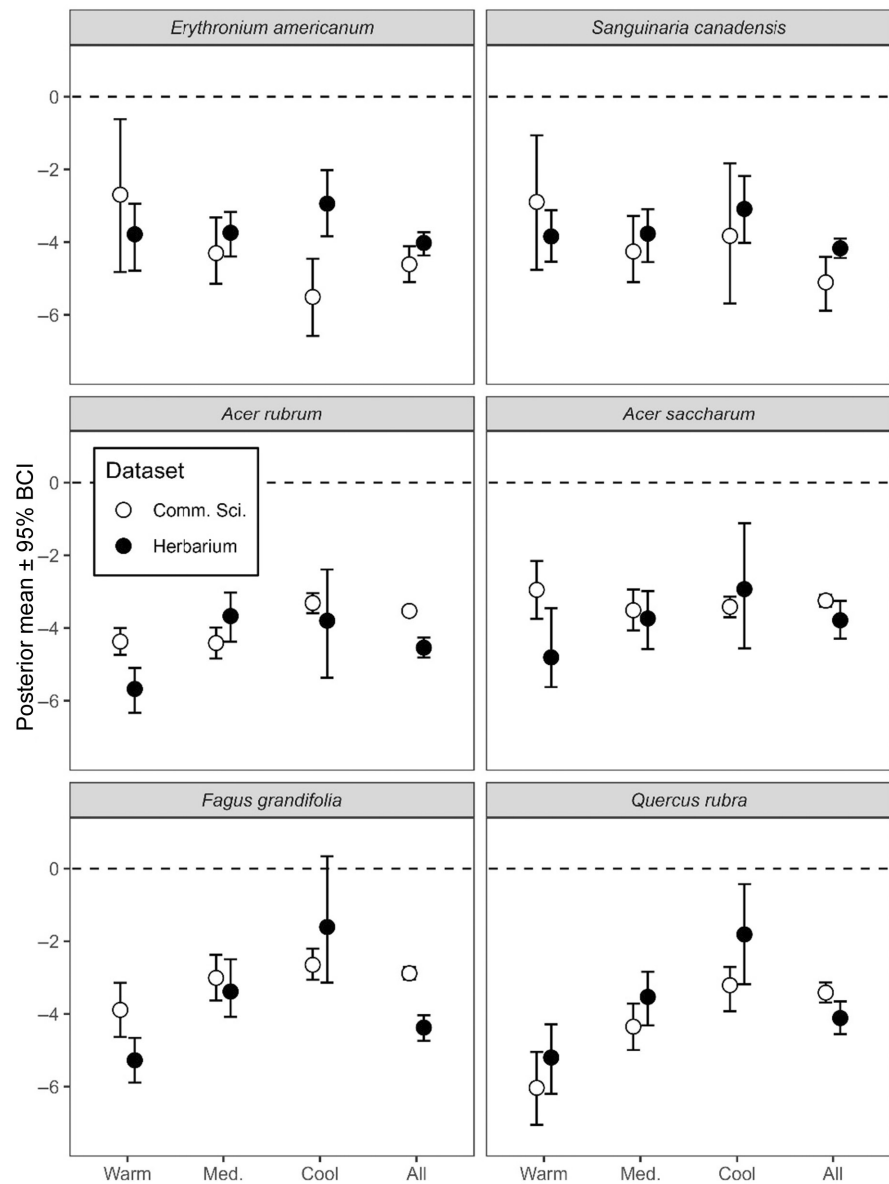 Erythronium americanum
Sanguinaria canadensis
0
−2
−4
−6
Acer rubrum
Acer saccharum
Posterior mean ± 95% BCI
0
−2
−4
−6
Dataset
Comm. Sci.
Herbarium
Fagus grandifolia
Quercus rubra
0
−2
−4
−6
Warm Med. Cool All
Warm Med. Cool All